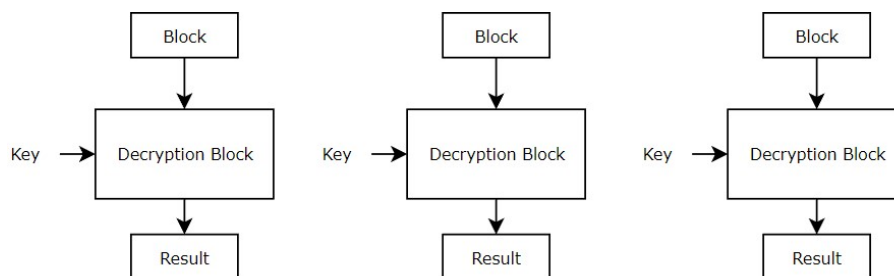 Block Block Block
Key Decryption Block Key Decryption Block Key Decryption Block
Result Result Result